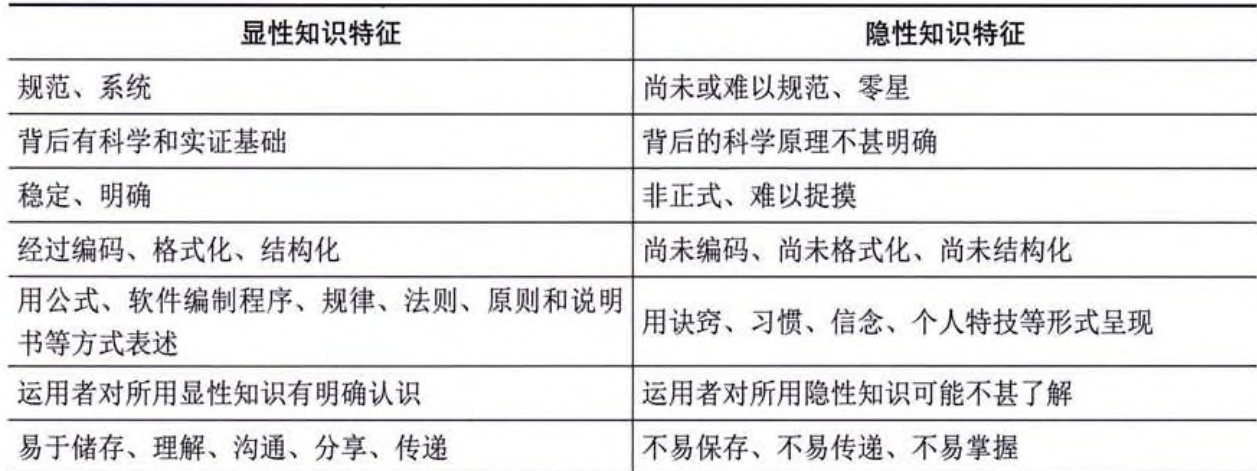 显性知识特征 隐性知识特征
规范、系统 尚未或难以规范、零星
背后有科学和实证基础 背后的科学原理不甚明确
稳定、明确 非正式、难以捉摸
经过编码、格式化、结构化 尚未编码、尚未格式化、尚未结构化
用公式、软件编制程序、规律、法则、原则和说明
书等方式表述 用诀窍、习惯、信念、个人特技等形式呈现
运用者对所用显性知识有明确认识 运用者对所用隐性知识可能不甚了解
易于储存、理解、沟通、分享、传递 不易保存、不易传递、不易掌握